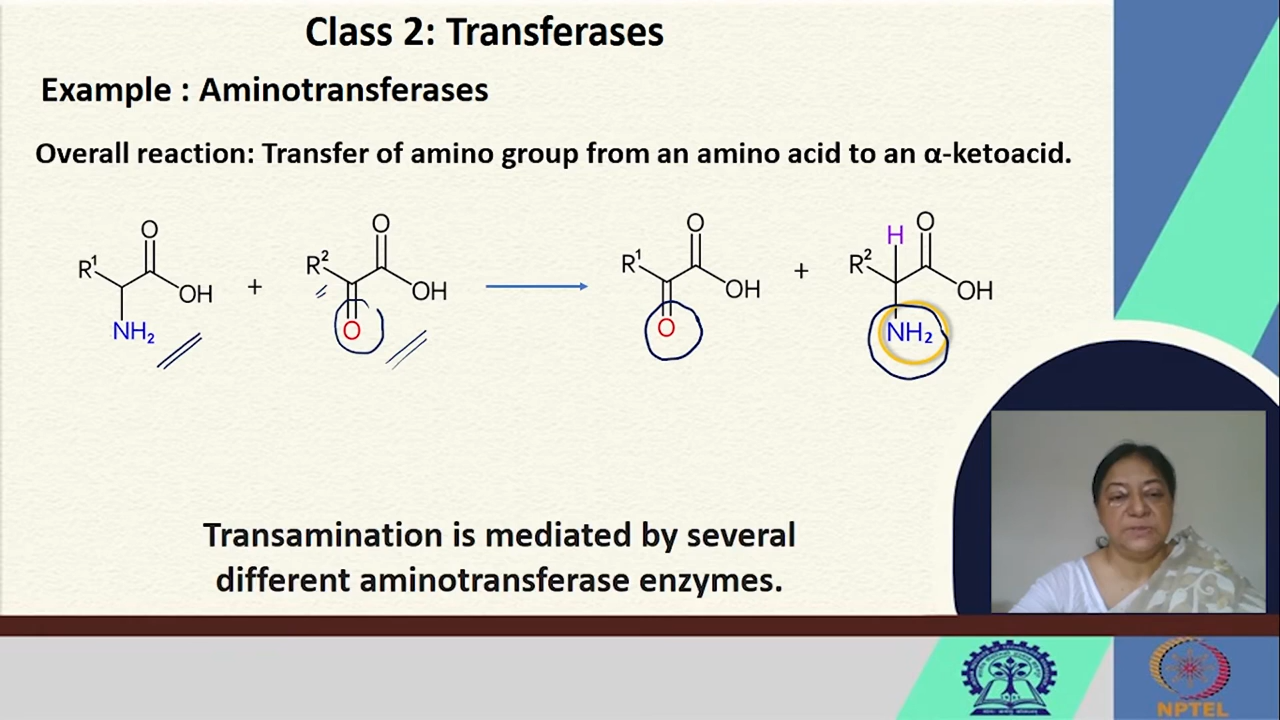 Class 2: Transferases
Example : Aminotransferases
Overall reaction: Transfer of amino group from an amino acid to an α-ketoacid.
R¹ O OH NH₂ + R² O OH O → R¹ O OH O + R² H O OH NH₂
Transamination is mediated by several
different aminotransferase enzymes.
NPTEL